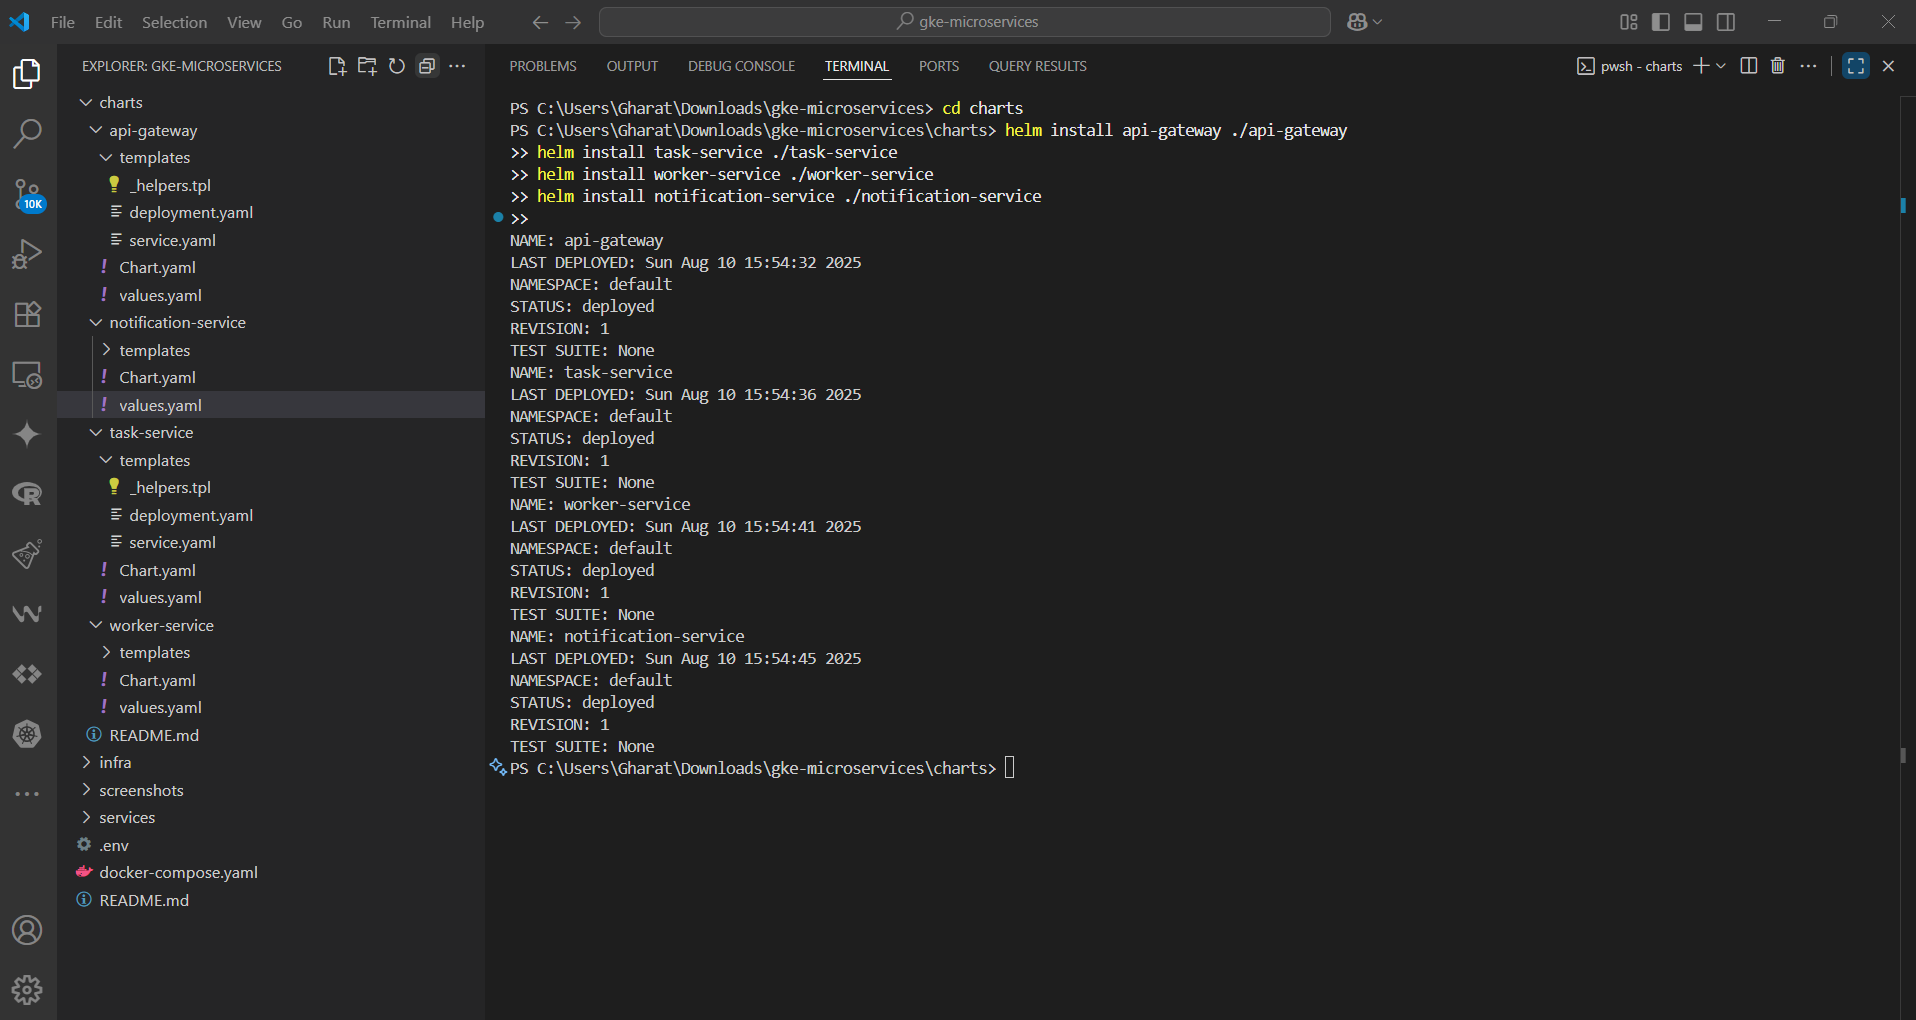 File Edit Selection View Go Run Terminal Help
gke-microservices
EXPLORER: GKE-MICROSERVICES
10K
charts
api-gateway
templates
_helpers.tpl
deployment.yaml
service.yaml
! Chart.yaml
! values.yaml
notification-service
templates
! Chart.yaml
! values.yaml
task-service
templates
_helpers.tpl
deployment.yaml
service.yaml
! Chart.yaml
! values.yaml
worker-service
templates
! Chart.yaml
! values.yaml
README.md
infra
screenshots
services
.env
docker-compose.yaml
README.md
PROBLEMS OUTPUT DEBUG CONSOLE TERMINAL PORTS QUERY RESULTS
pwsh - charts
PS C:\Users\Gharat\Downloads\gke-microservices> cd charts
PS C:\Users\Gharat\Downloads\gke-microservices\charts> helm install api-gateway ./api-gateway
>> helm install task-service ./task-service
>> helm install worker-service ./worker-service
>> helm install notification-service ./notification-service
>>
NAME: api-gateway
LAST DEPLOYED: Sun Aug 10 15:54:32 2025
NAMESPACE: default
STATUS: deployed
REVISION: 1
TEST SUITE: None
NAME: task-service
LAST DEPLOYED: Sun Aug 10 15:54:36 2025
NAMESPACE: default
STATUS: deployed
REVISION: 1
TEST SUITE: None
NAME: worker-service
LAST DEPLOYED: Sun Aug 10 15:54:41 2025
NAMESPACE: default
STATUS: deployed
REVISION: 1
TEST SUITE: None
NAME: notification-service
LAST DEPLOYED: Sun Aug 10 15:54:45 2025
NAMESPACE: default
STATUS: deployed
REVISION: 1
TEST SUITE: None
PS C:\Users\Gharat\Downloads\gke-microservices\charts>